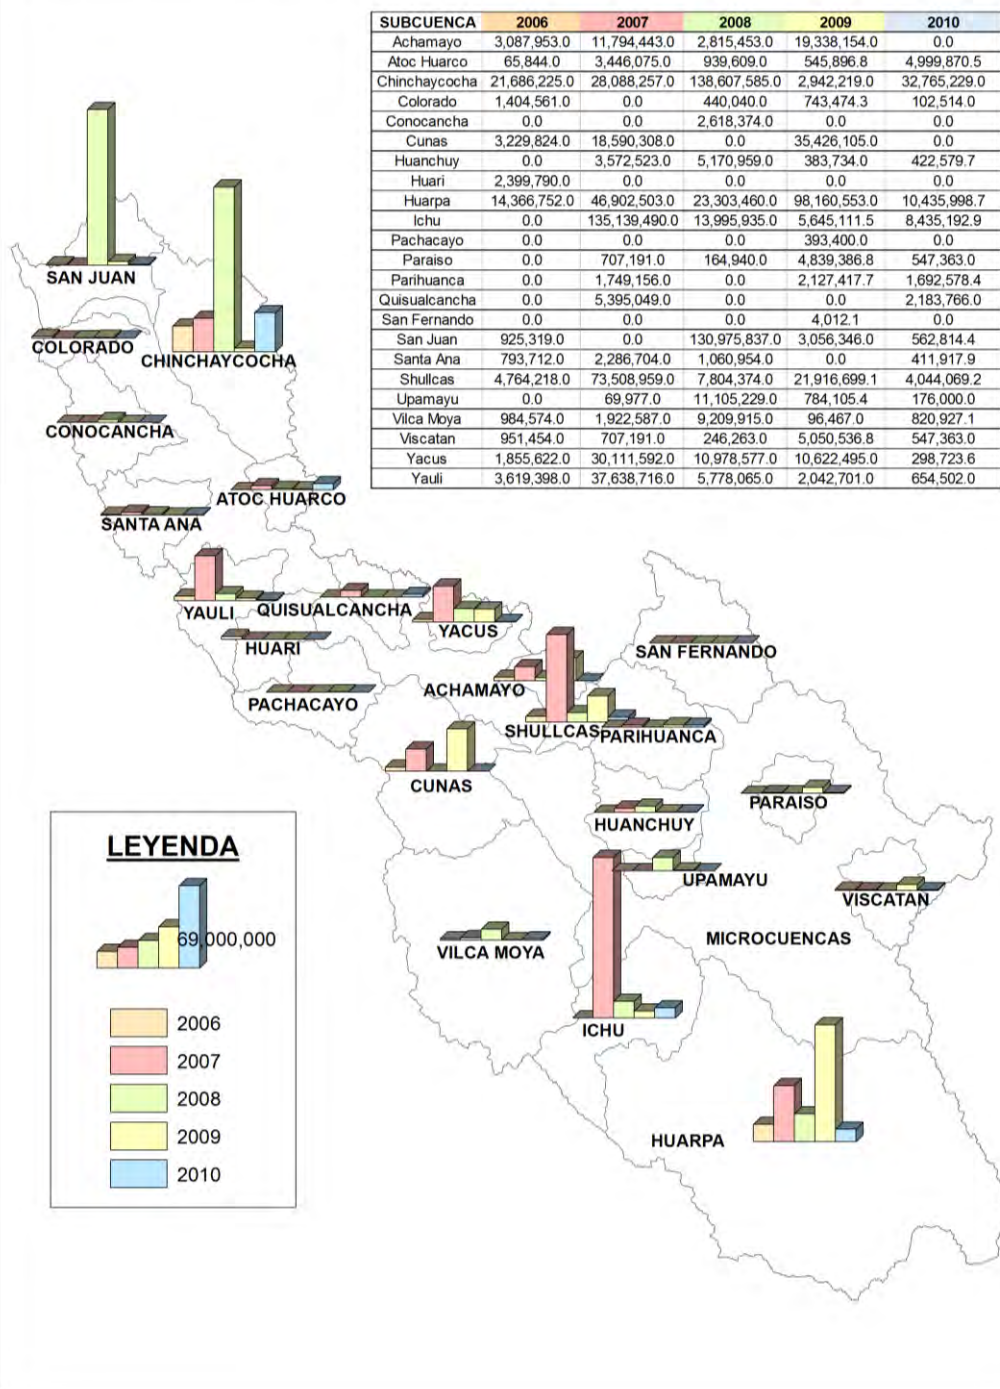 SUBCUENCA 2006 2007 2008 2009 2010
Achamayo 3,087,953.0 11,794,443.0 2,815,453.0 19,338,154.0 0.0
Atoc Huarco 65,844.0 3,446,075.0 939,609.0 545,896.8 4,999,870.5
Chinchaycocha 21,686,225.0 28,088,257.0 138,607,585.0 2,942,219.0 32,765,229.0
Colorado 1,404,561.0 0.0 440,040.0 743,474.3 102,514.0
Conocancha 0.0 0.0 2,618,374.0 0.0 0.0
Cunas 3,229,824.0 18,590,308.0 0.0 35,426,105.0 0.0
Huanchuy 0.0 3,572,523.0 5,170,959.0 383,734.0 422,579.7
Huari 2,399,790.0 0.0 0.0 0.0 0.0
Huarpa 14,366,752.0 46,902,503.0 23,303,460.0 98,160,553.0 10,435,998.7
Ichu 0.0 135,139,490.0 13,995,935.0 5,645,111.5 8,435,192.9
Pachacayo 0.0 0.0 0.0 393,400.0 0.0
Paraiso 0.0 707,191.0 164,940.0 4,839,386.8 547,363.0
Parihuanca 0.0 1,749,156.0 0.0 2,127,417.7 1,692,578.4
Quisualcancha 0.0 5,395,049.0 0.0 0.0 2,183,766.0
San Fernando 0.0 0.0 0.0 4,012.1 0.0
San Juan 925,319.0 0.0 130,975,837.0 3,056,346.0 562,814.4
Santa Ana 793,712.0 2,286,704.0 1,060,954.0 0.0 411,917.9
Shullcas 4,764,218.0 73,508,959.0 7,804,374.0 21,916,699.1 4,044,069.2
Upamayu 0.0 69,977.0 11,105,229.0 784,105.4 176,000.0
Vilca Moya 984,574.0 1,922,587.0 9,209,915.0 96,467.0 820,927.1
Viscatan 951,454.0 707,191.0 246,263.0 5,050,536.8 547,363.0
Yacus 1,855,622.0 30,111,592.0 10,978,577.0 10,622,495.0 298,723.6
Yauli 3,619,398.0 37,638,716.0 5,778,065.0 2,042,701.0 654,502.0
SAN JUAN
COLORADO
CHINCHAYCOCHA
CONOCANCHA
ATOC HUARCO
SANTA ANA
YAULI
QUISUALCANCHA
YACUS
HUARI
SAN FERNANDO
ACHAMAYO
PACHACAYO
SHULLCAS
PARIHUANCA
CUNAS
PARAISO
HUANCHUY
UPAMAYU
VISCATAN
MICROCUENCAS
VILCA MOYA
ICHU
HUARPA
LEYENDA
69,000,000
2006
2007
2008
2009
2010